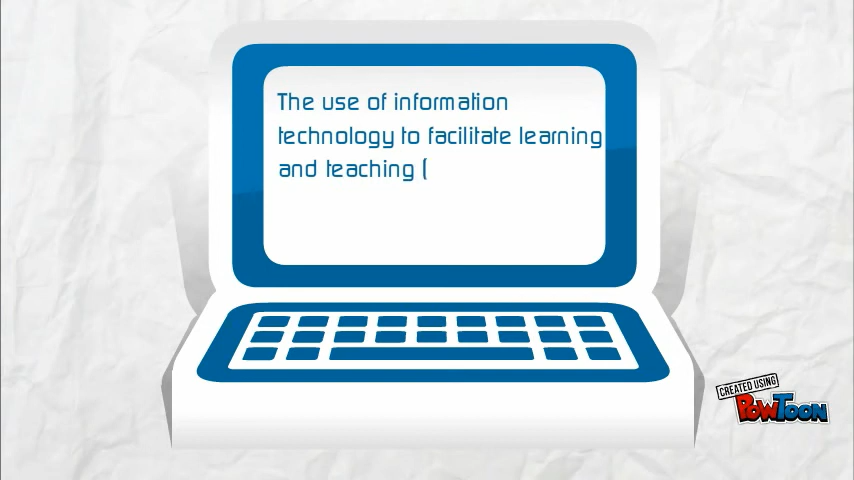 The use of information
technology to facilitate learning
and teaching (
CREATED USING
POWTOON